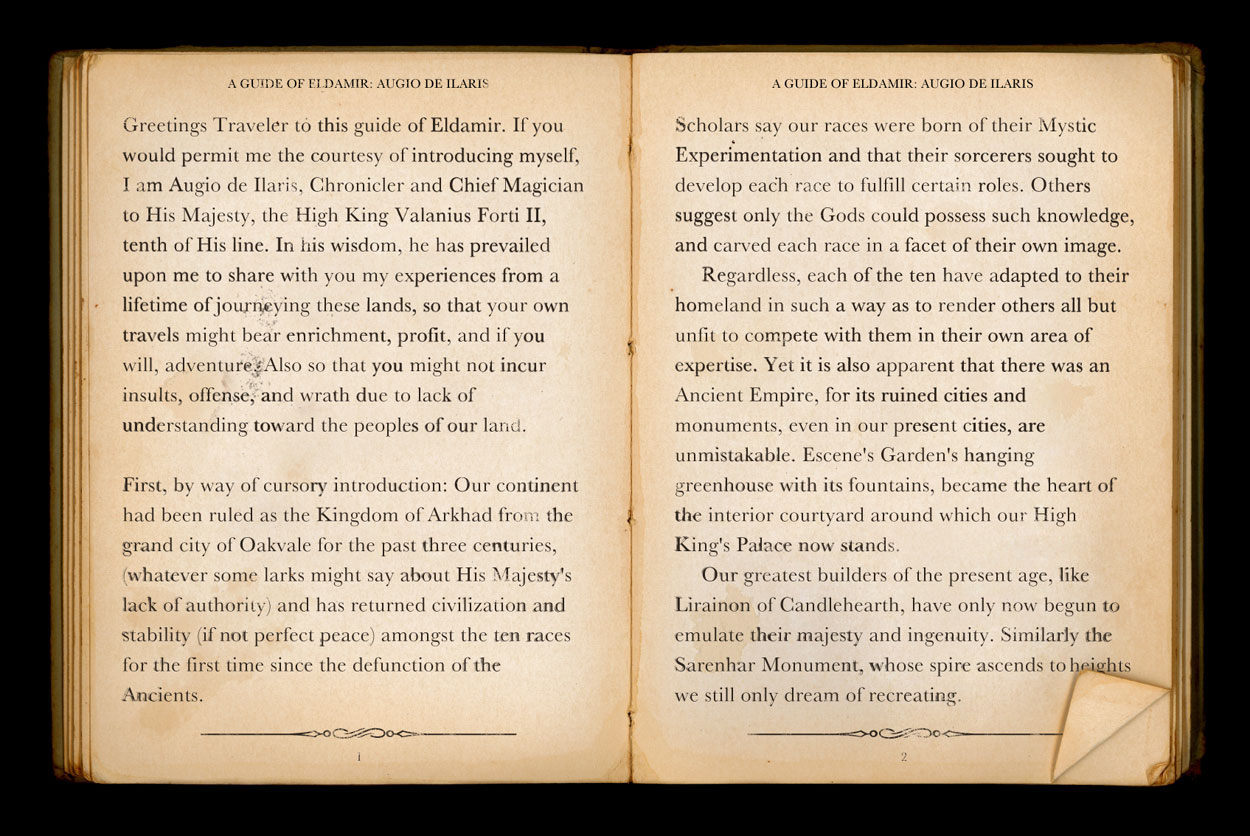 A GUIDE OF ELDAMIR: AUGIO DE ILARIS
Greetings Traveler to this guide of Eldamir. If you
would permit me the courtesy of introducing myself,
I am Augio de Ilaris, Chronicler and Chief Magician
to His Majesty, the High King Valanius Forti II,
tenth of His line. In his wisdom, he has prevailed
upon me to share with you my experiences from a
lifetime of journeying these lands, so that your own
travels might bear enrichment, profit, and if you
will, adventure. Also so that you might not incur
insults, offense, and wrath due to lack of
understanding toward the peoples of our land.
First, by way of cursory introduction: Our continent
had been ruled as the Kingdom of Arkhad from the
grand city of Oakvale for the past three centuries,
(whatever some larks might say about His Majesty's
lack of authority) and has returned civilization and
stability (if not perfect peace) amongst the ten races
for the first time since the defunction of the
Ancients.
1
A GUIDE OF ELDAMIR: AUGIO DE ILARIS
Scholars say our races were born of their Mystic
Experimentation and that their sorcerers sought to
develop each race to fulfill certain roles. Others
suggest only the Gods could possess such knowledge,
and carved each race in a facet of their own image.
Regardless, each of the ten have adapted to their
homeland in such a way as to render others all but
unfit to compete with them in their own area of
expertise. Yet it is also apparent that there was an
Ancient Empire, for its ruined cities and
monuments, even in our present cities, are
unmistakable. Escene's Garden's hanging
greenhouse with its fountains, became the heart of
the interior courtyard around which our High
King's Palace now stands.
Our greatest builders of the present age, like
Lirainon of Candlehearth, have only now begun to
emulate their majesty and ingenuity. Similarly the
Sarenhar Monument, whose spire ascends to heights
we still only dream of recreating.
2